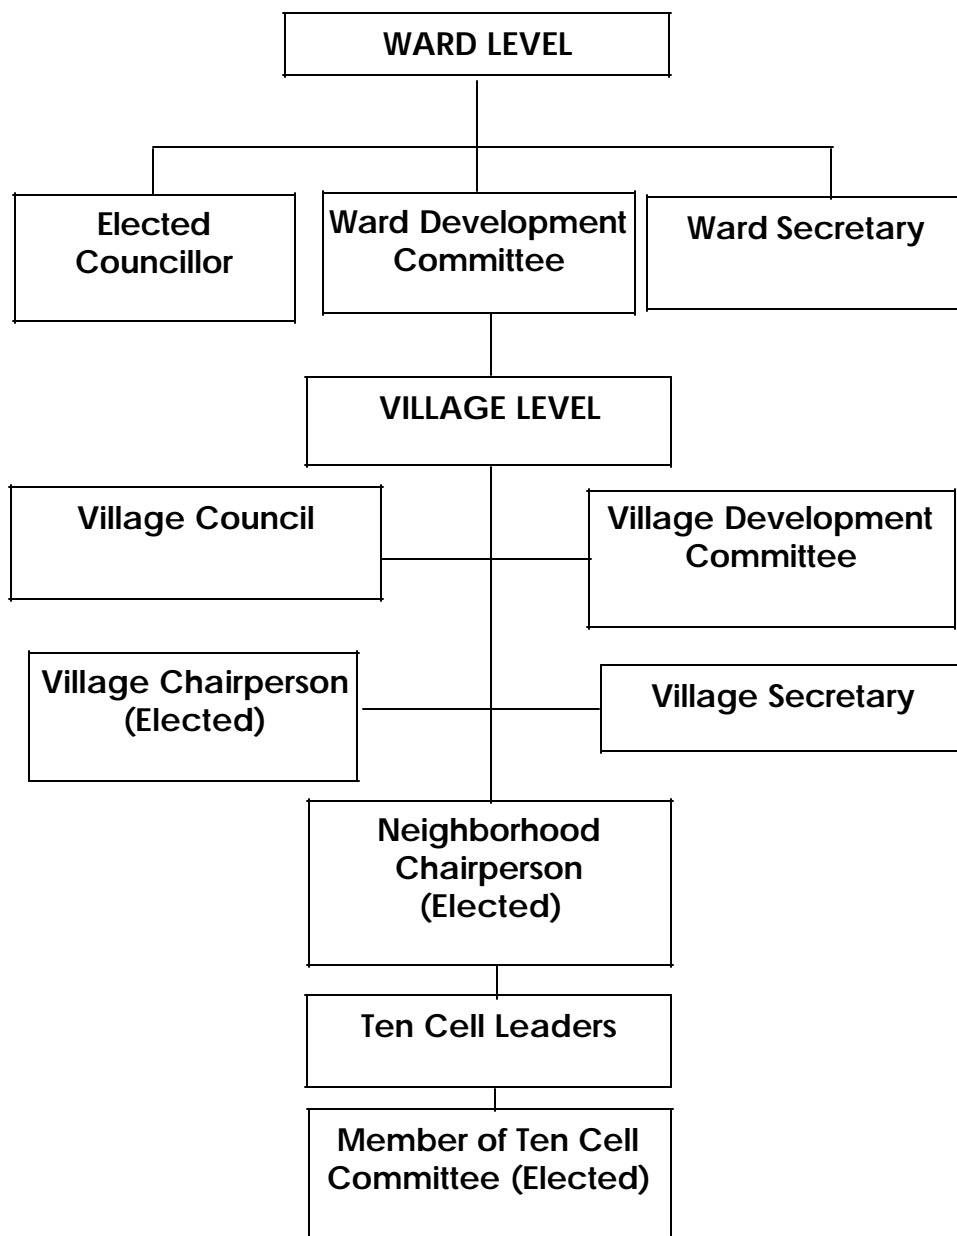 WARD LEVEL
Elected
Councillor
Ward Development
Committee
Ward Secretary
VILLAGE LEVEL
Village Council
Village Development
Committee
Village Chairperson
(Elected)
Village Secretary
Neighborhood
Chairperson
(Elected)
Ten Cell Leaders
Member of Ten Cell
Committee (Elected)